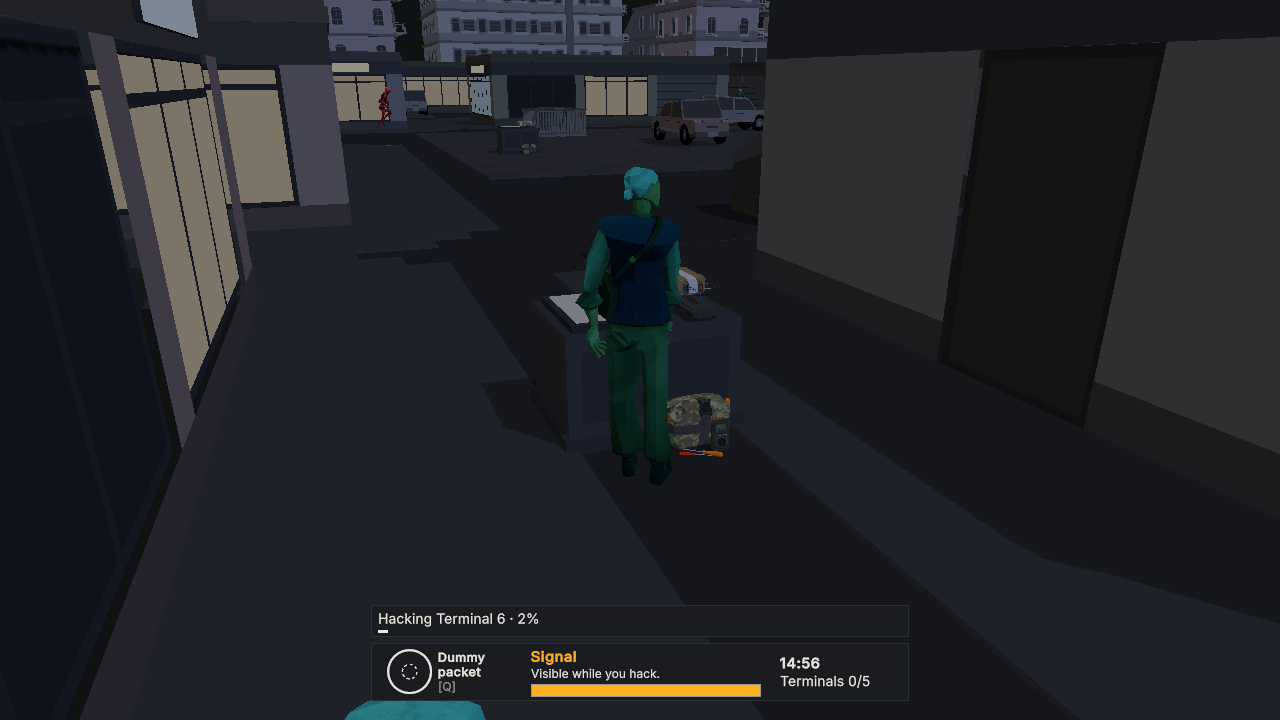 Hacking Terminal 6 · 2%
Dummy
packet
[Q]
Signal
Visible while you hack.
14:56
Terminals 0/5